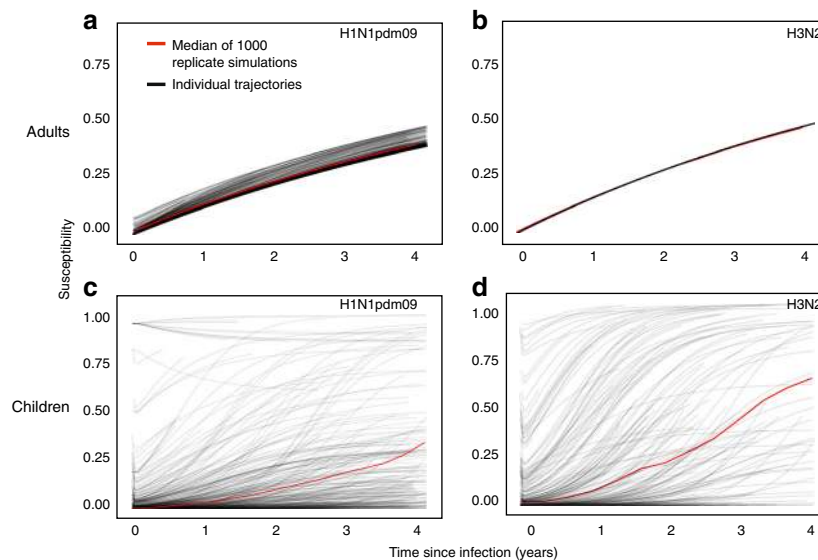 a
H1N1pdm09
Median of 1000
replicate simulations
Individual trajectories
0.75
0.50
0.25
0.00
Adults
0 1 2 3 4
b
H3N2
0.75
0.50
0.25
0.00
0 1 2 3 4
Susceptibility
c
H1N1pdm09
1.00
0.75
0.50
0.25
0.00
Children
0 1 2 3 4
d
H3N2
1.00
0.75
0.50
0.25
0.00
0 1 2 3 4
Time since infection (years)